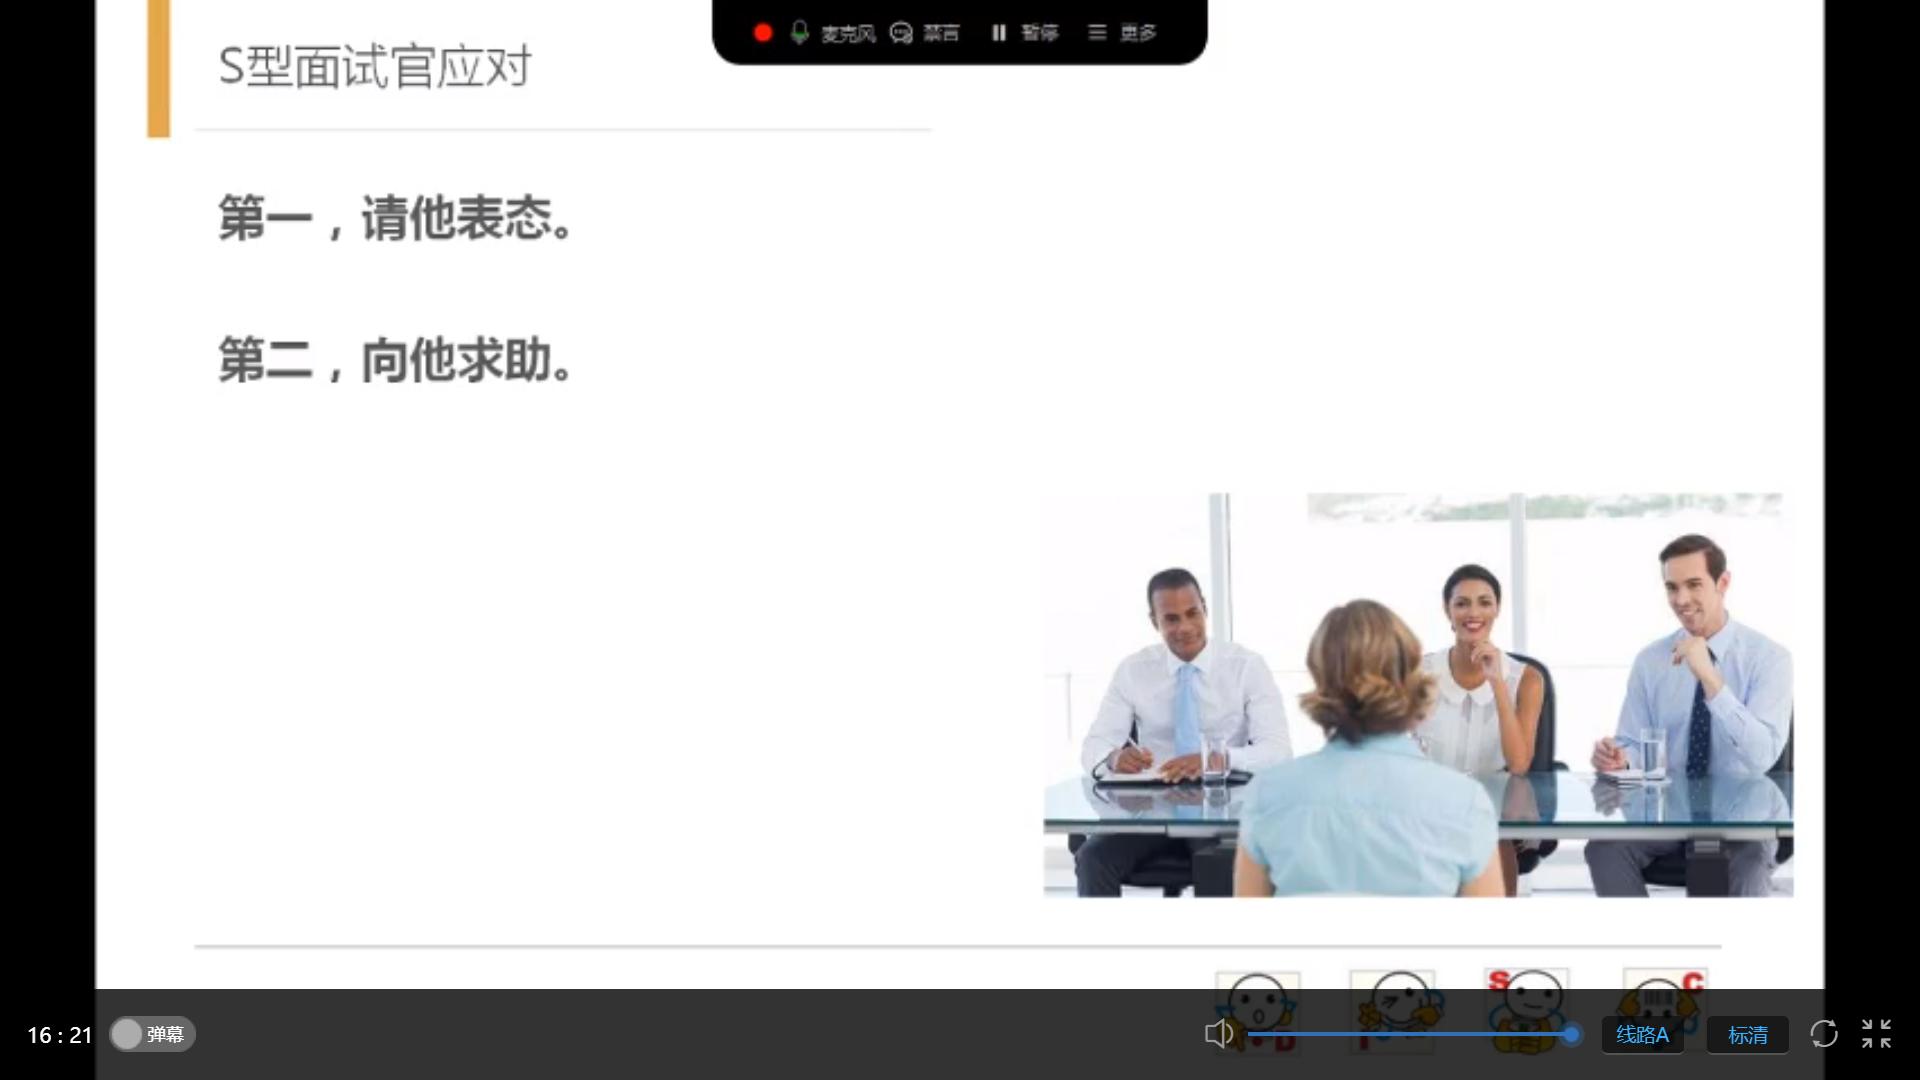 麦克风 禁言 暂停 更多
S型面试官应对
第一，请他表态。
第二，向他求助。
S C
D I
16:21 弹幕 线路A 标清